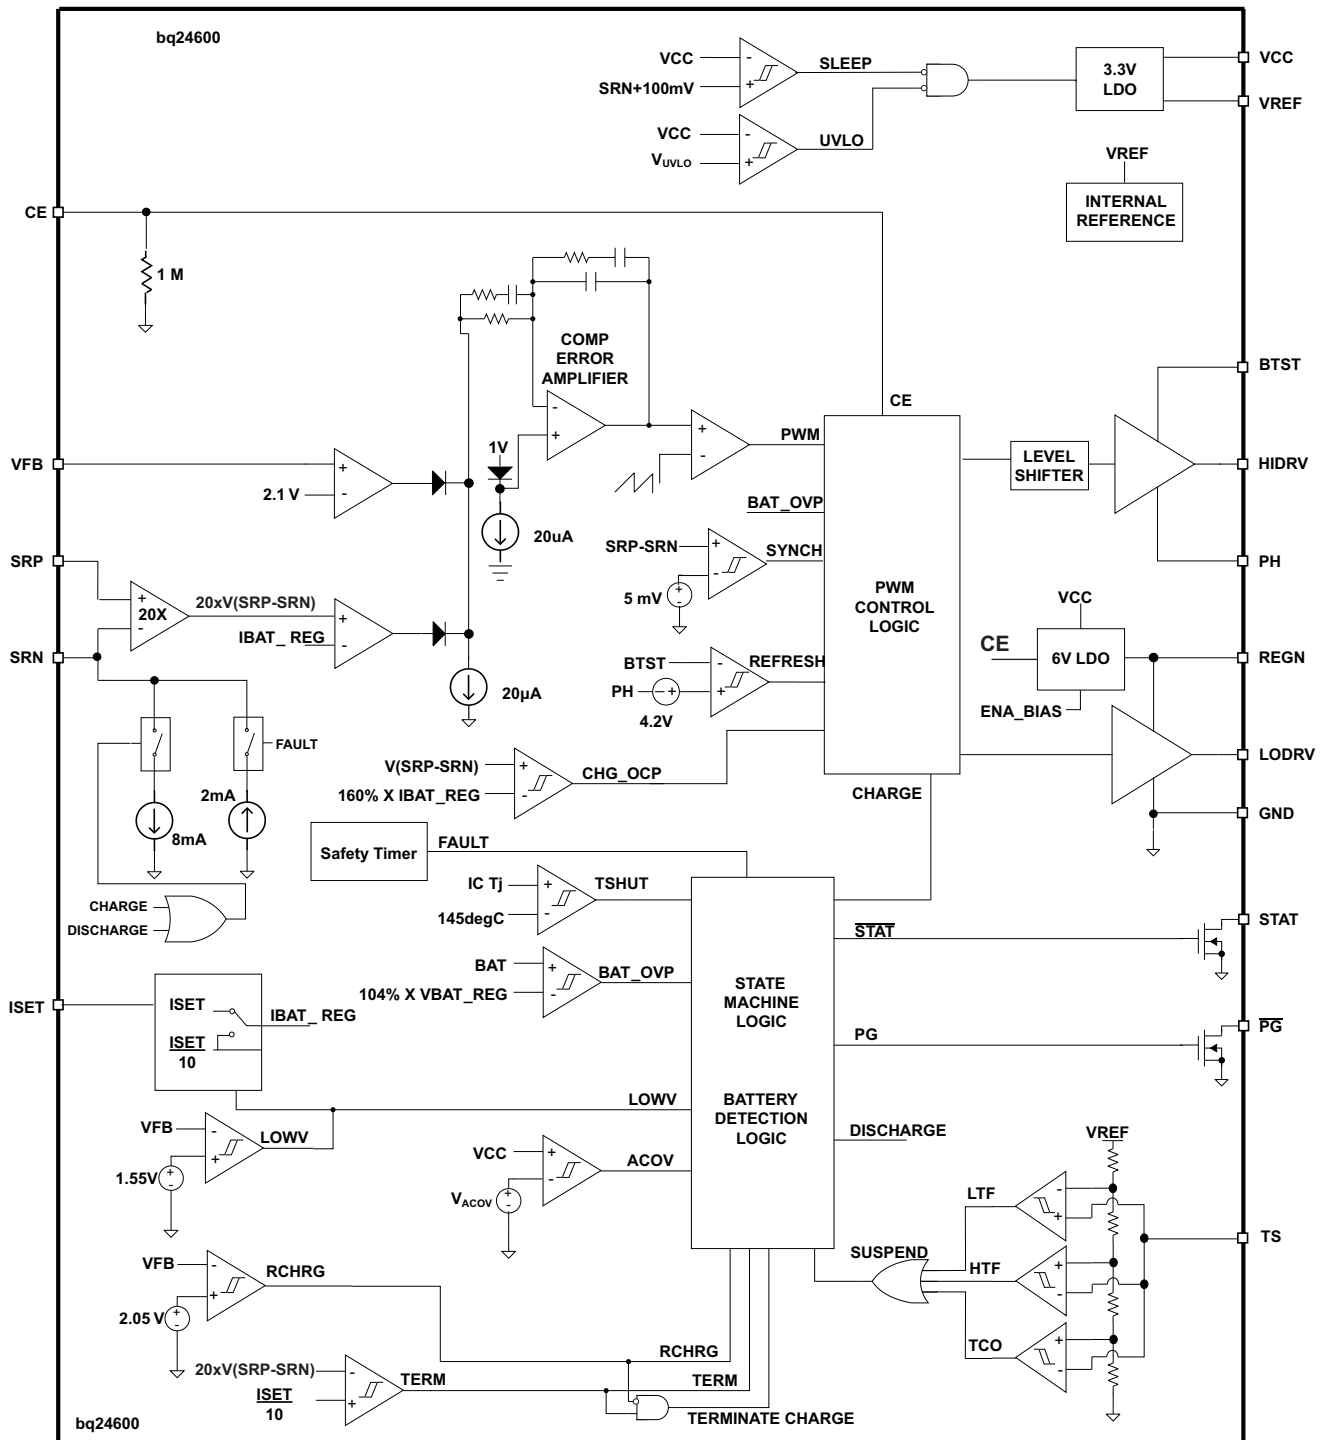 bq24600
VCC
-
SLEEP
SRN+100mV
+
VCC
-
UVLO
VUVLO
+
3.3V
LDO
VCC
VREF
VREF
INTERNAL
REFERENCE
CE
1 M
COMP
ERROR
AMPLIFIER
-
+
1V
20uA
VFB
+
2.1 V
-
+
-
PWM
CE
BAT_OVP
SRP-SRN
+
SYNCH
-
5 mV
+
-
PWM
CONTROL
LOGIC
LEVEL
SHIFTER
BTST
HIDRV
PH
SRP
+
20X
-
20xV(SRP-SRN)
+
IBAT_ REG
-
SRN
20µA
BTST
-
REFRESH
PH
- +
+
4.2V
VCC
CE
6V LDO
ENA_BIAS
REGN
LODRV
GND
FAULT
2mA
8mA
V(SRP-SRN)
+
CHG_OCP
160% X IBAT_REG
-
CHARGE
Safety Timer
FAULT
IC Tj
+
TSHUT
145degC
-
CHARGE
DISCHARGE
STAT
STAT
BAT
+
BAT_OVP
104% X VBAT_REG
-
STATE
MACHINE
LOGIC
ISET
ISET
IBAT_ REG
ISET
10
PG
PG
LOWV
BATTERY
DETECTION
LOGIC
VFB
-
LOWV
+
1.55V
+
-
DISCHARGE
VCC
+
ACOV
-
VACOV
+
-
VREF
LTF
-
+
SUSPEND
HTF
+
-
TCO
+
-
TS
VFB
-
RCHRG
+
2.05 V
+
-
RCHRG
20xV(SRP-SRN)
-
TERM
TERM
ISET
10
+
TERMINATE CHARGE
bq24600